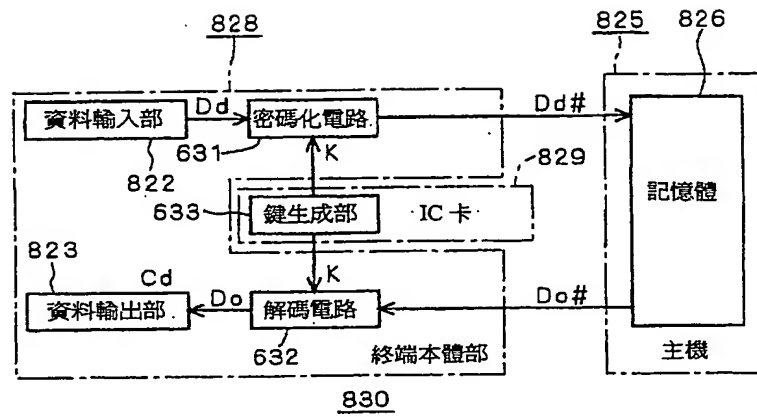 828
825
826
資料輸入部
Dd
密碼化電路
Dd#
822
631
K
829
633
鍵生成部
IC 卡
記憶體
823
Cd
K
資料輸出部
Do
解碼電路
Do#
632
終端本體部
主機
830